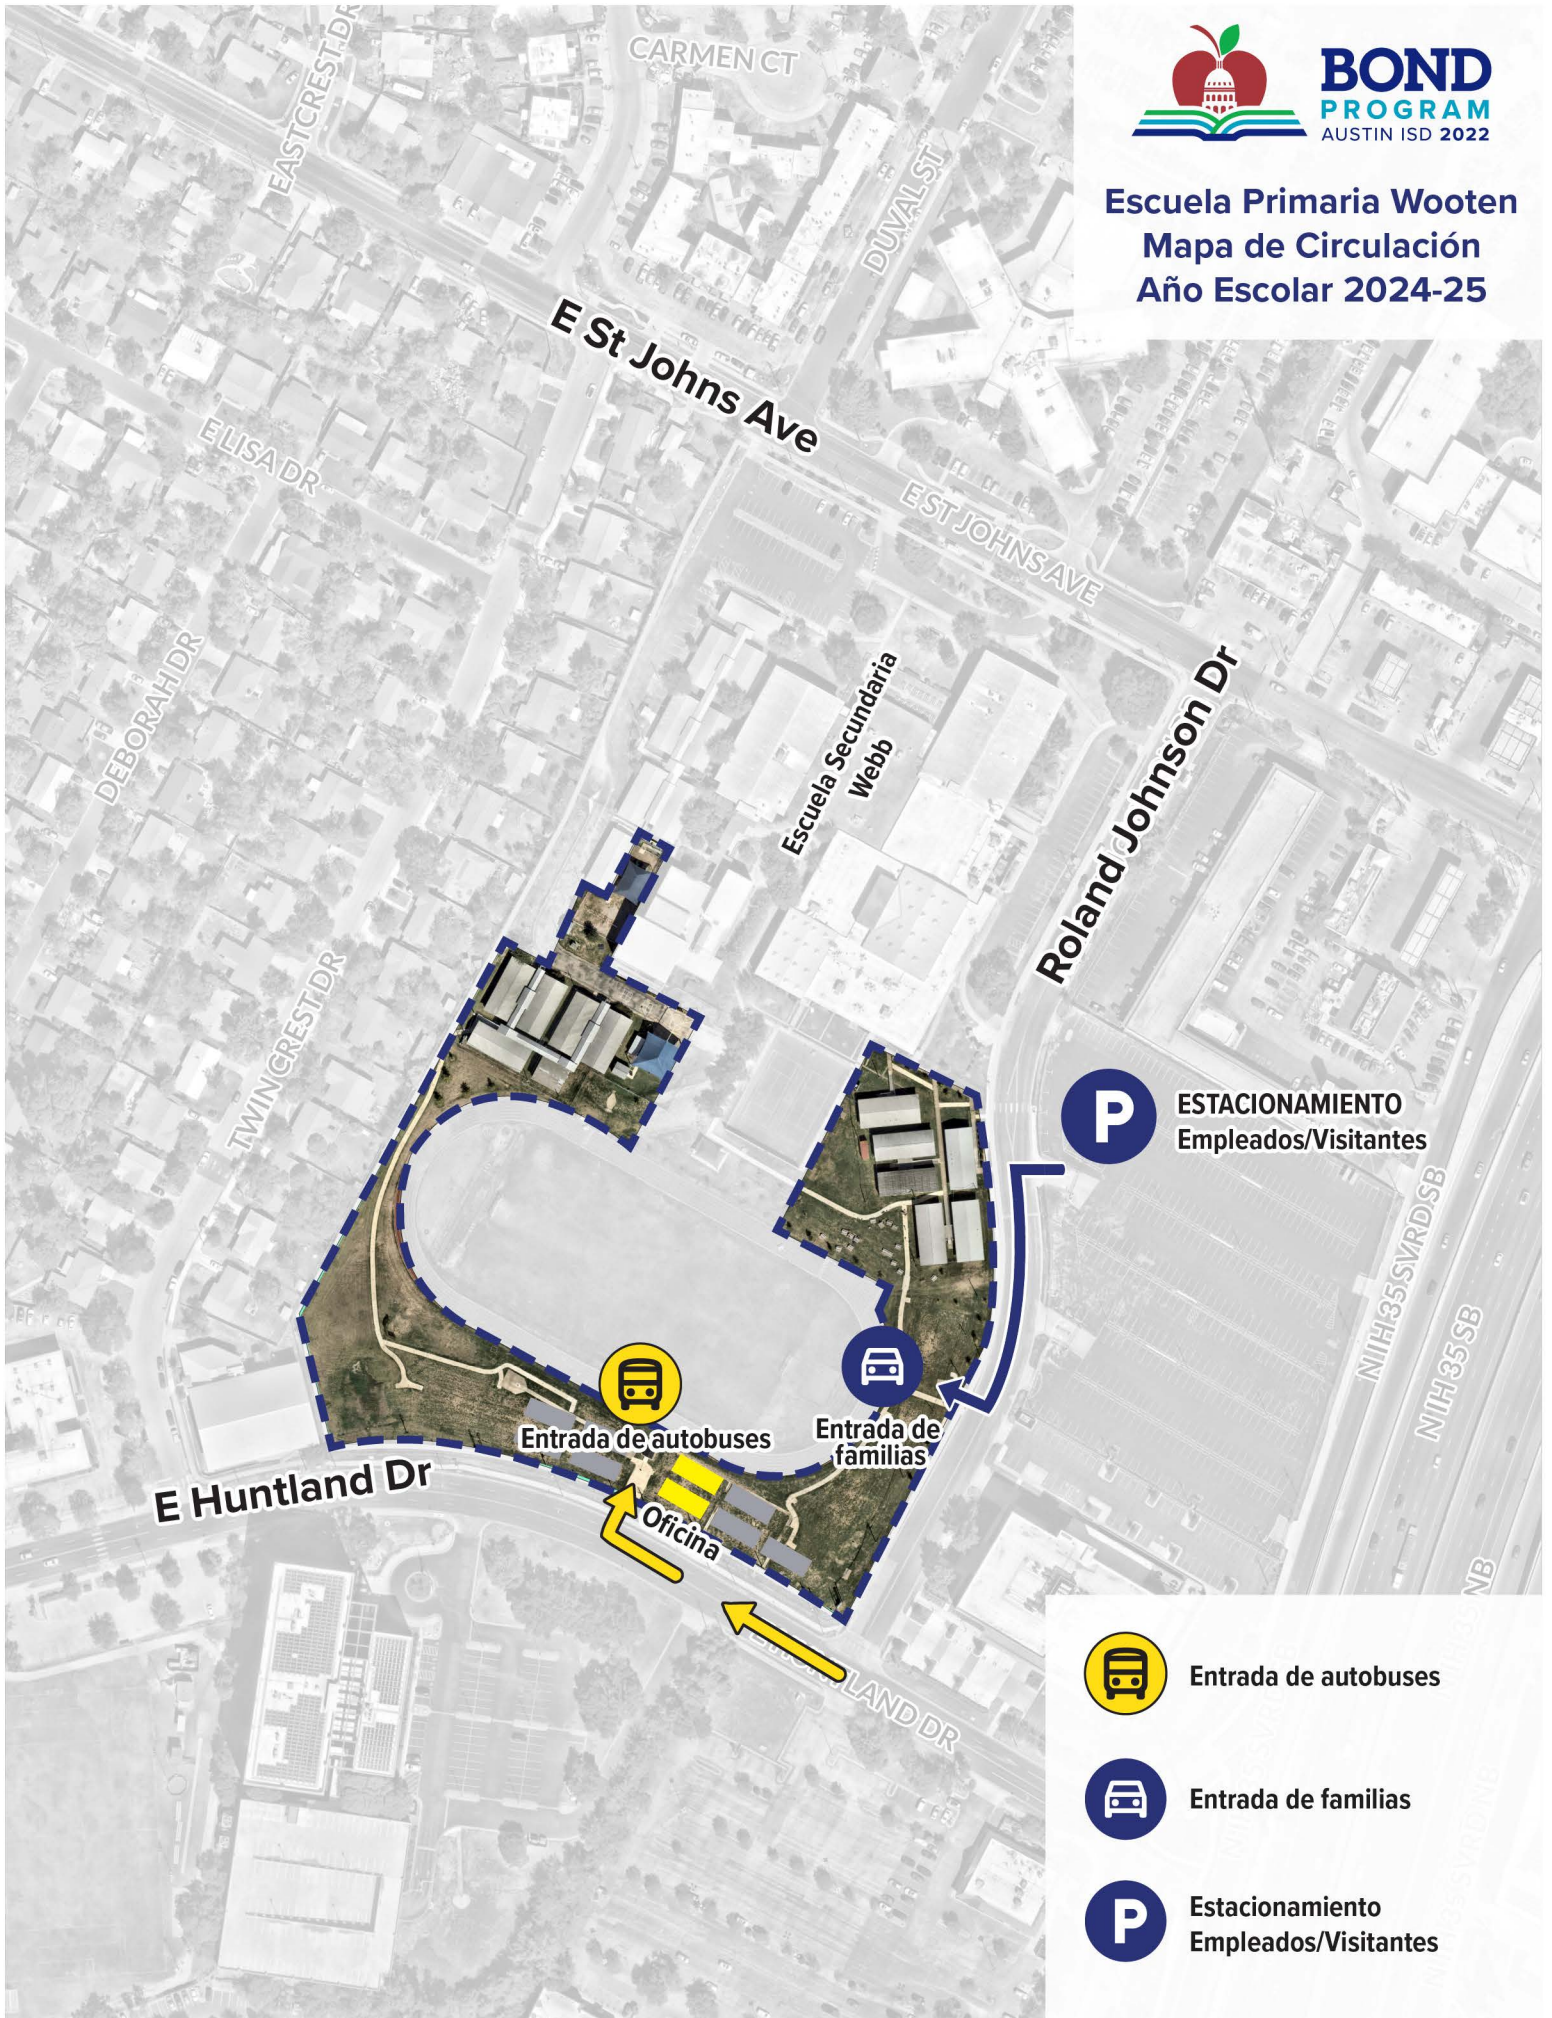 BOND
PROGRAM
AUSTIN ISD 2022
Escuela Primaria Wooten
Mapa de Circulación
Año Escolar 2024-25
CARMEN CT
EASTCREST DR
DUVAL ST
E St Johns Ave
E LISA DR
E ST JOHNS AVE
DEBORAH DR
Escuela Secundaria
Webb
Roland Johnson Dr
TWINCREST DR
P
ESTACIONAMIENTO
Empleados/Visitantes
N IH 35 SVRD SB
N IH 35 SB
Entrada de autobuses
Entrada de
familias
E Huntland Dr
Oficina
LAND DR
NB
Entrada de autobuses
Entrada de familias
P
Estacionamiento
Empleados/Visitantes